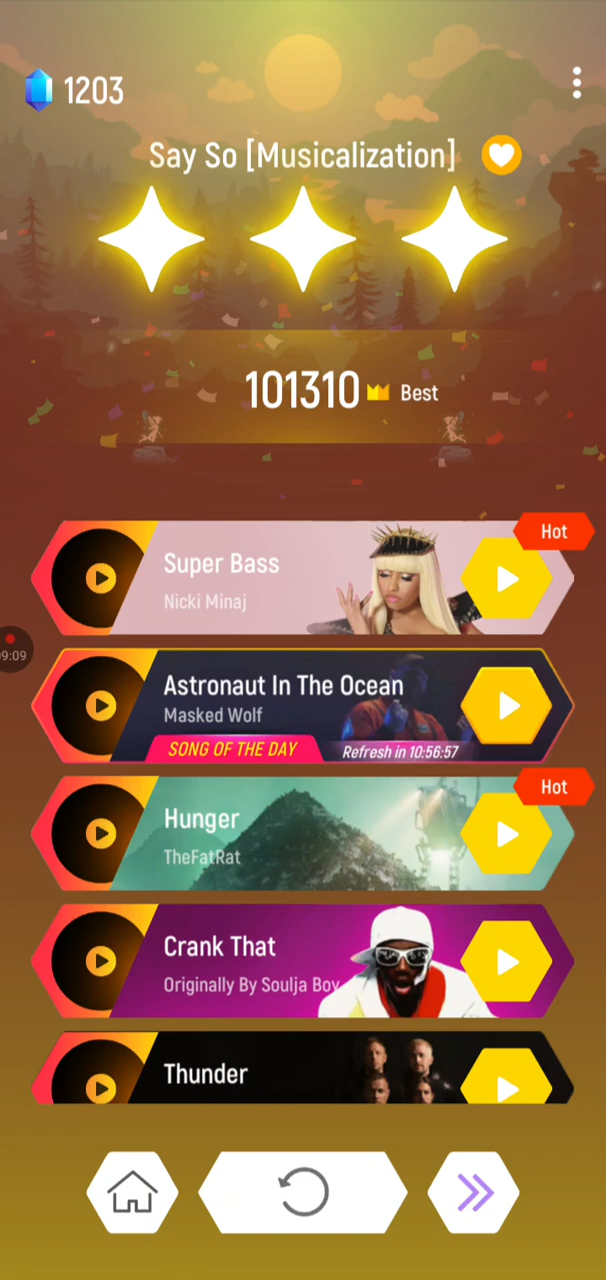 1203
Say So [Musicalization]
101310 Best
Hot
Super Bass
Nicki Minaj
09:09
Astronaut In The Ocean
Masked Wolf
SONG OF THE DAY
Refresh in 10:56:57
Hot
Hunger
TheFatRat
Crank That
Originally By Soulja Boy
Thunder